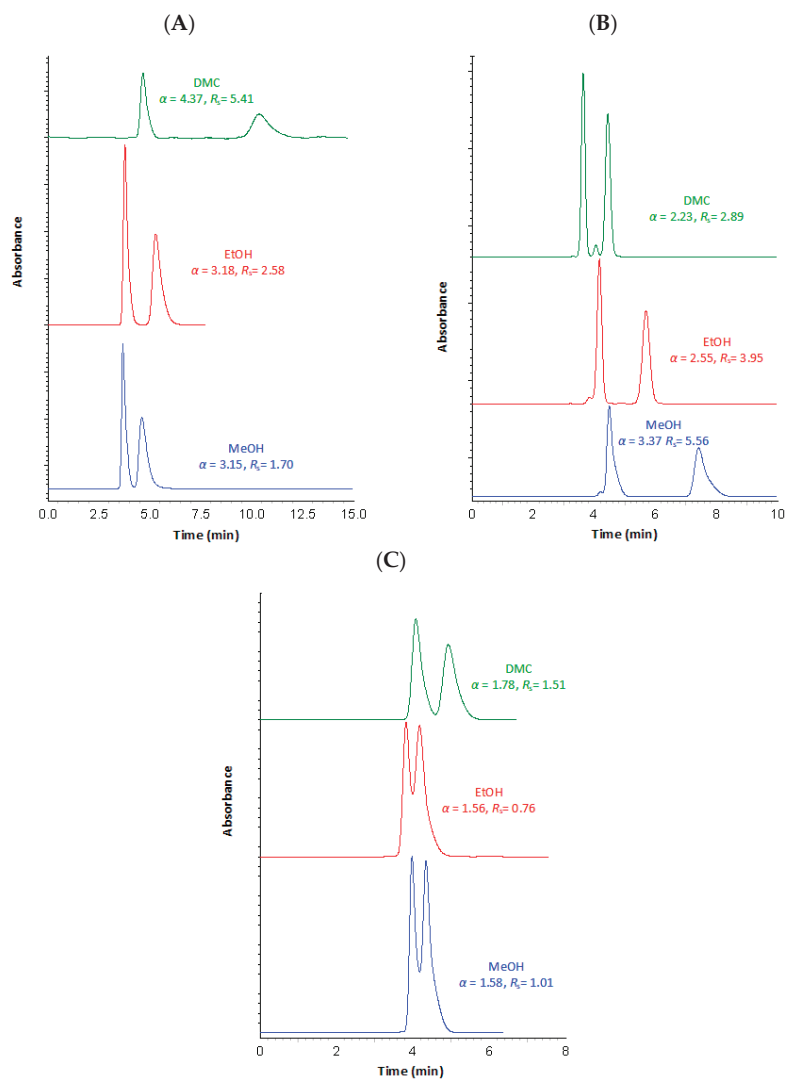 (A)
DMC
α = 4.37, Rs= 5.41
EtOH
α = 3.18, Rs= 2.58
MeOH
α = 3.15, Rs= 1.70
Absorbance
0.0 2.5 5.0 7.5 10.0 12.5 15.0
Time (min)
(B)
DMC
α = 2.23, Rs= 2.89
EtOH
α = 2.55, Rs= 3.95
MeOH
α = 3.37 Rs= 5.56
Absorbance
0 2 4 6 8 10
Time (min)
(C)
DMC
α = 1.78, Rs= 1.51
EtOH
α = 1.56, Rs= 0.76
MeOH
α = 1.58, Rs= 1.01
Absorbance
0 2 4 6 8
Time (min)